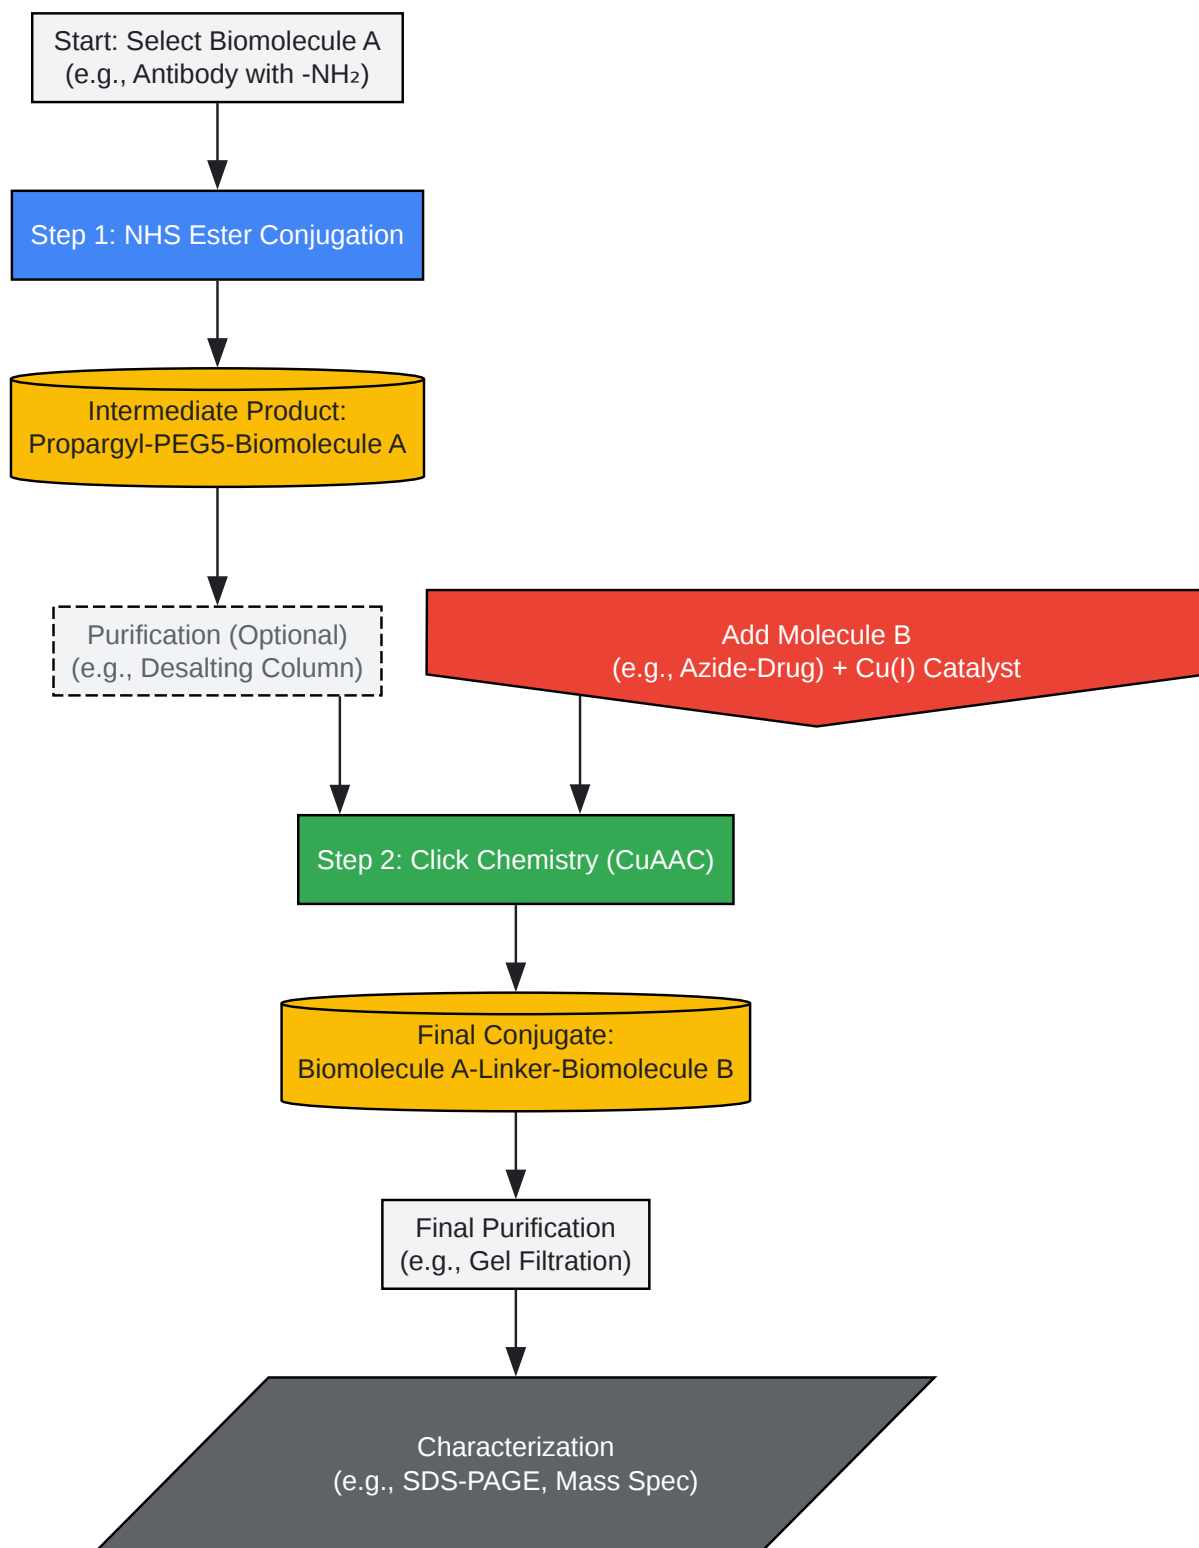 Start: Select Biomolecule A
(e.g., Antibody with -NH₂)
Step 1: NHS Ester Conjugation
Intermediate Product:
Propargyl-PEG5-Biomolecule A
Purification (Optional)
(e.g., Desalting Column)
Add Molecule B
(e.g., Azide-Drug) + Cu(I) Catalyst
Step 2: Click Chemistry (CuAAC)
Final Conjugate:
Biomolecule A-Linker-Biomolecule B
Final Purification
(e.g., Gel Filtration)
Characterization
(e.g., SDS-PAGE, Mass Spec)